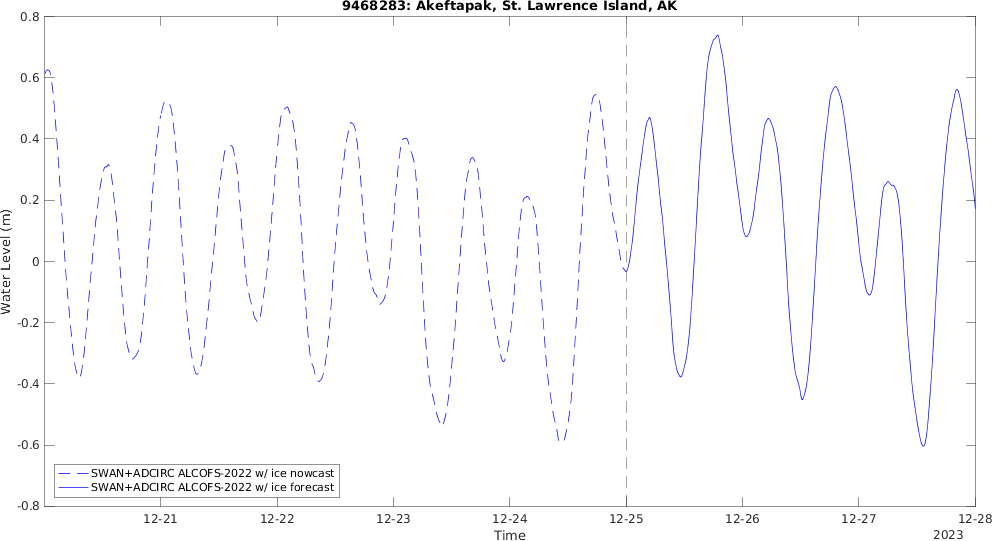 9468283: Akeftapak, St. Lawrence Island, AK
0.8
0.6
0.4
0.2
0
-0.2
-0.4
-0.6
-0.8
Water Level (m)
SWAN+ADCIRC ALCOFS-2022 w/ ice nowcast
SWAN+ADCIRC ALCOFS-2022 w/ ice forecast
12-21 12-22 12-23 12-24 12-25 12-26 12-27 12-28
Time
2023